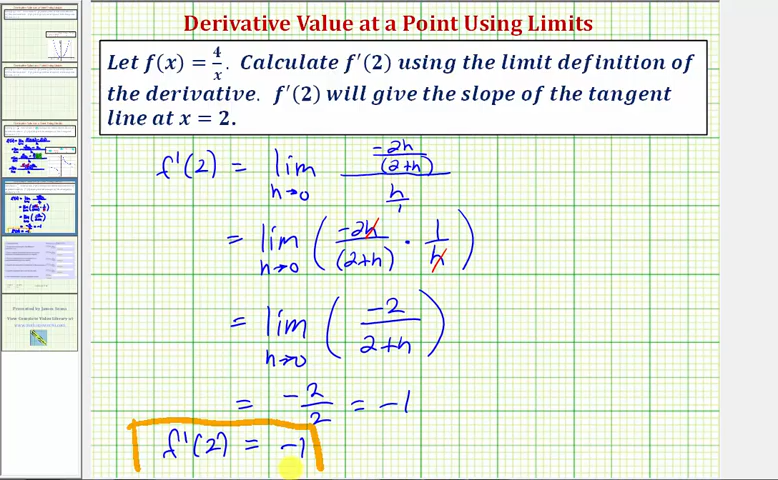 Derivative Value at a Point Using Limits
Let f(x) = 4/x. Calculate f′(2) using the limit definition of
the derivative. f′(2) will give the slope of the tangent
line at x = 2.
f'(2) = lim h→0 (-2h/(2+h))/(h/1)
= lim h→0 (-2h/(2+h) · 1/h)
= lim h→0 (-2/(2+h))
= -2/2 = -1
f'(2) = -1